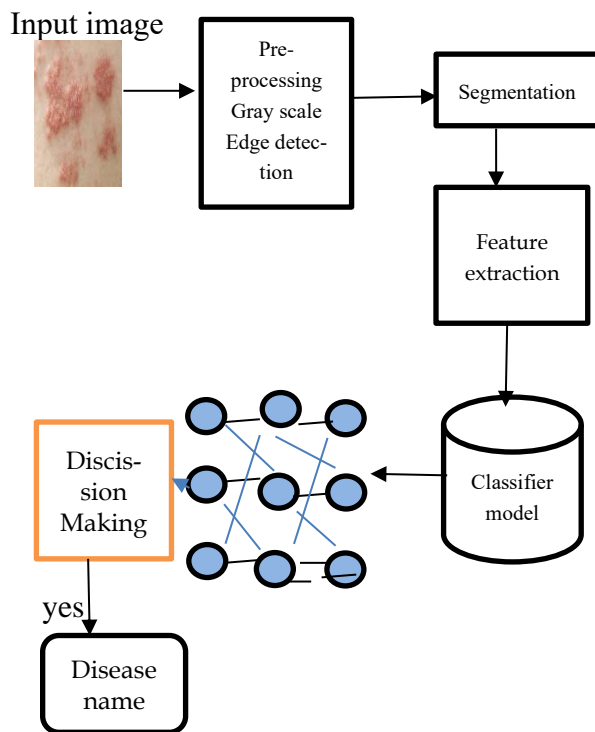 Input image
Pre-
processing
Gray scale
Edge detec-
tion
Segmentation
Feature
extraction
Classifier
model
Discis-
sion
Making
yes
Disease
name